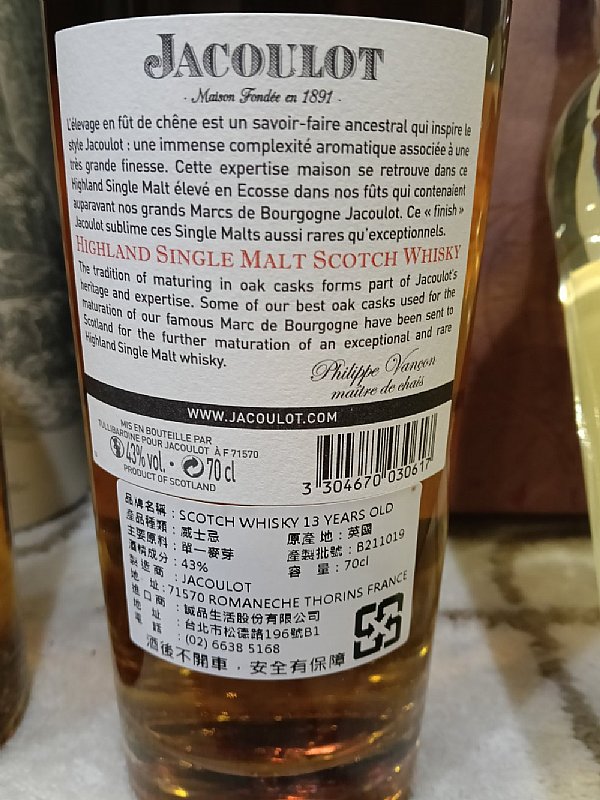 JACOULOT
· Maison Fondée en 1891 ·
L'élevage en fût de chêne est un savoir-faire ancestral qui inspire le
style Jacoulot : une immense complexité aromatique associée à une
très grande finesse. Cette expertise maison se retrouve dans ce
Highland Single Malt élevé en Ecosse dans nos fûts qui contenaient
auparavant nos grands Marcs de Bourgogne Jacoulot. Ce « finish »
Jacoulot sublime ces Single Malts aussi rares qu'exceptionnels.
HIGHLAND SINGLE MALT SCOTCH WHISKY
The tradition of maturing in oak casks forms part of Jacoulot's
heritage and expertise. Some of our best oak casks used for the
maturation of our famous Marc de Bourgogne have been sent to
Scotland for the further maturation of an exceptional and rare
Highland Single Malt whisky.
Philippe Vançon
maître de chais
WWW.JACOULOT.COM
MIS EN BOUTEILLE PAR
TULLIBARDINE POUR JACOULOT À F 71570
43% vol. · 70 cl
PRODUCT OF SCOTLAND
3 304670 030617
品牌名稱：SCOTCH WHISKY 13 YEARS OLD
產品種類：威士忌 原產地：英國
主要原料：單一麥芽 產製批號：B211019
酒精成分：43% 容量：70cl
製造商：JACOULOT
地址：71570 ROMANECHE THORINS FRANCE
進口商：誠品生活股份有限公司
地址：台北市松德路196號B1
電話：(02) 6638 5168
酒後不開車，安全有保障